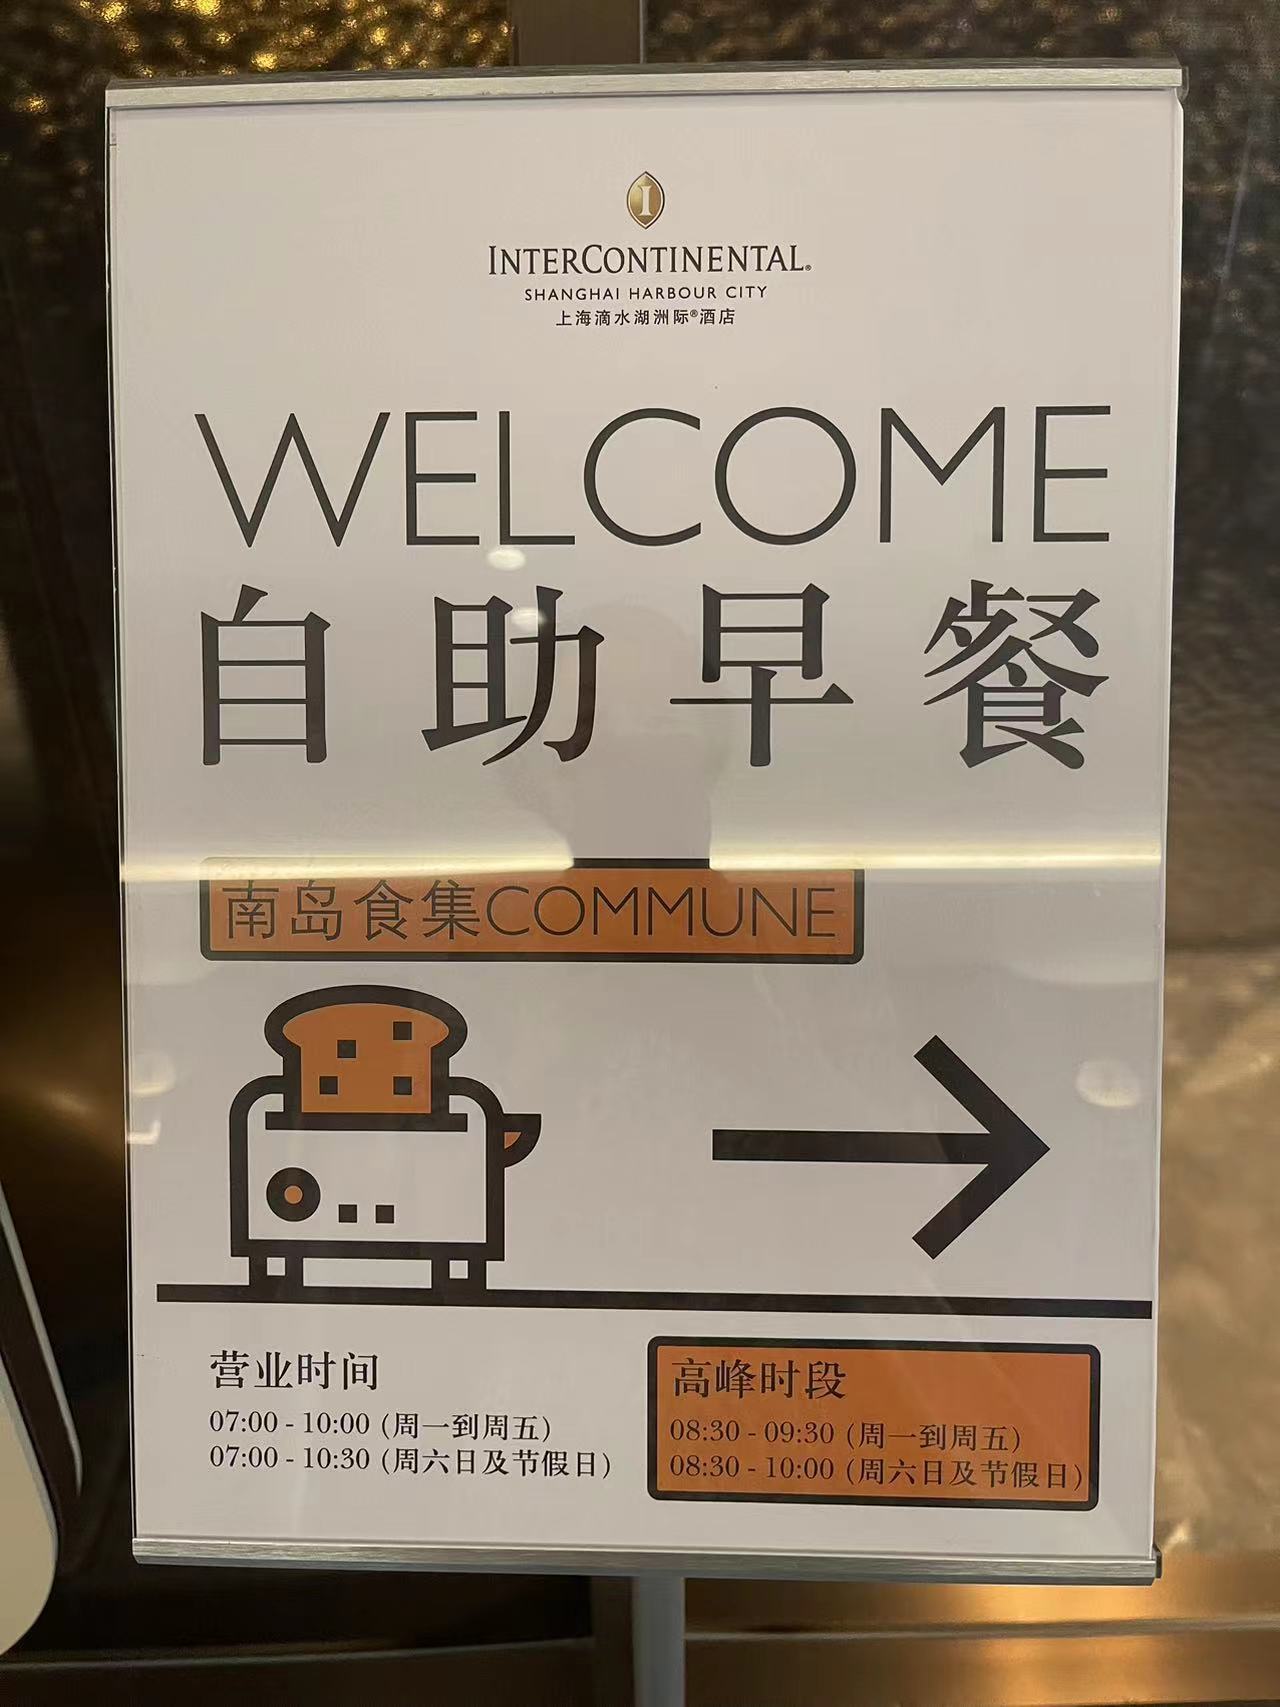 INTERCONTINENTAL®
SHANGHAI HARBOUR CITY
上海滴水湖洲际®酒店
WELCOME
自助早餐
南岛食集COMMUNE
营业时间
07:00 - 10:00 (周一到周五)
07:00 - 10:30 (周六日及节假日)
高峰时段
08:30 - 09:30 (周一到周五)
08:30 - 10:00 (周六日及节假日)